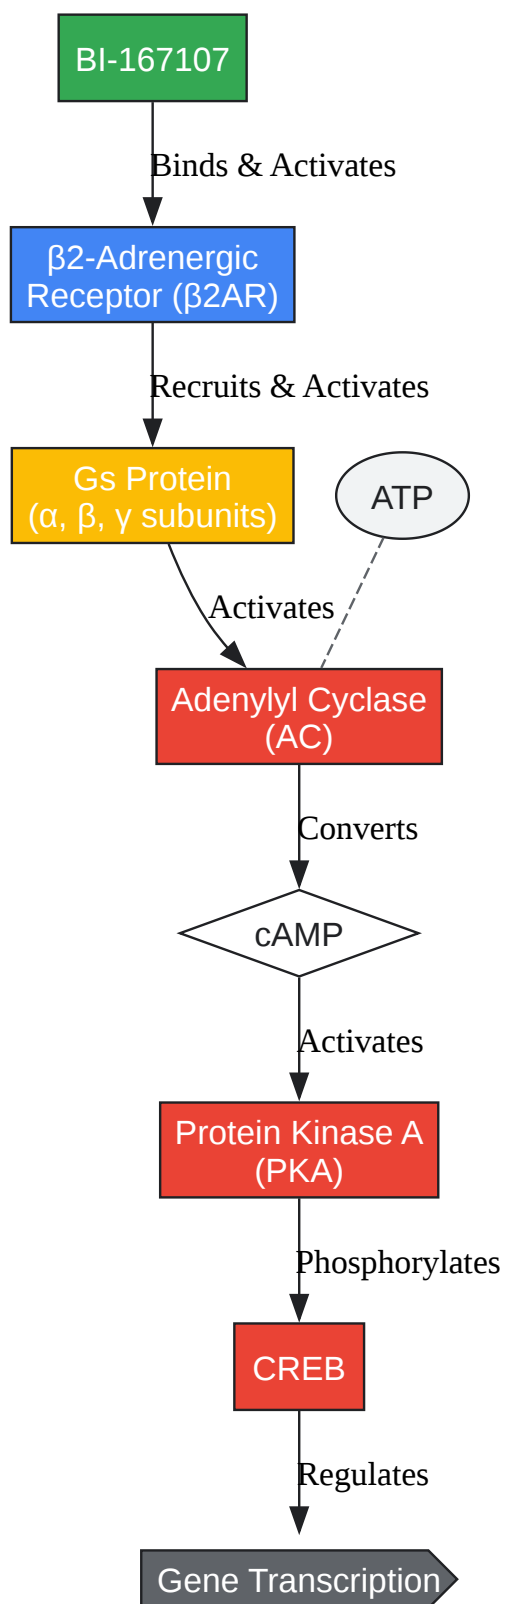 BI-167107
Binds & Activates
β2-Adrenergic
Receptor (β2AR)
Recruits & Activates
Gs Protein
(α, β, γ subunits)
ATP
Activates
Adenylyl Cyclase
(AC)
Converts
cAMP
Activates
Protein Kinase A
(PKA)
Phosphorylates
CREB
Regulates
Gene Transcription